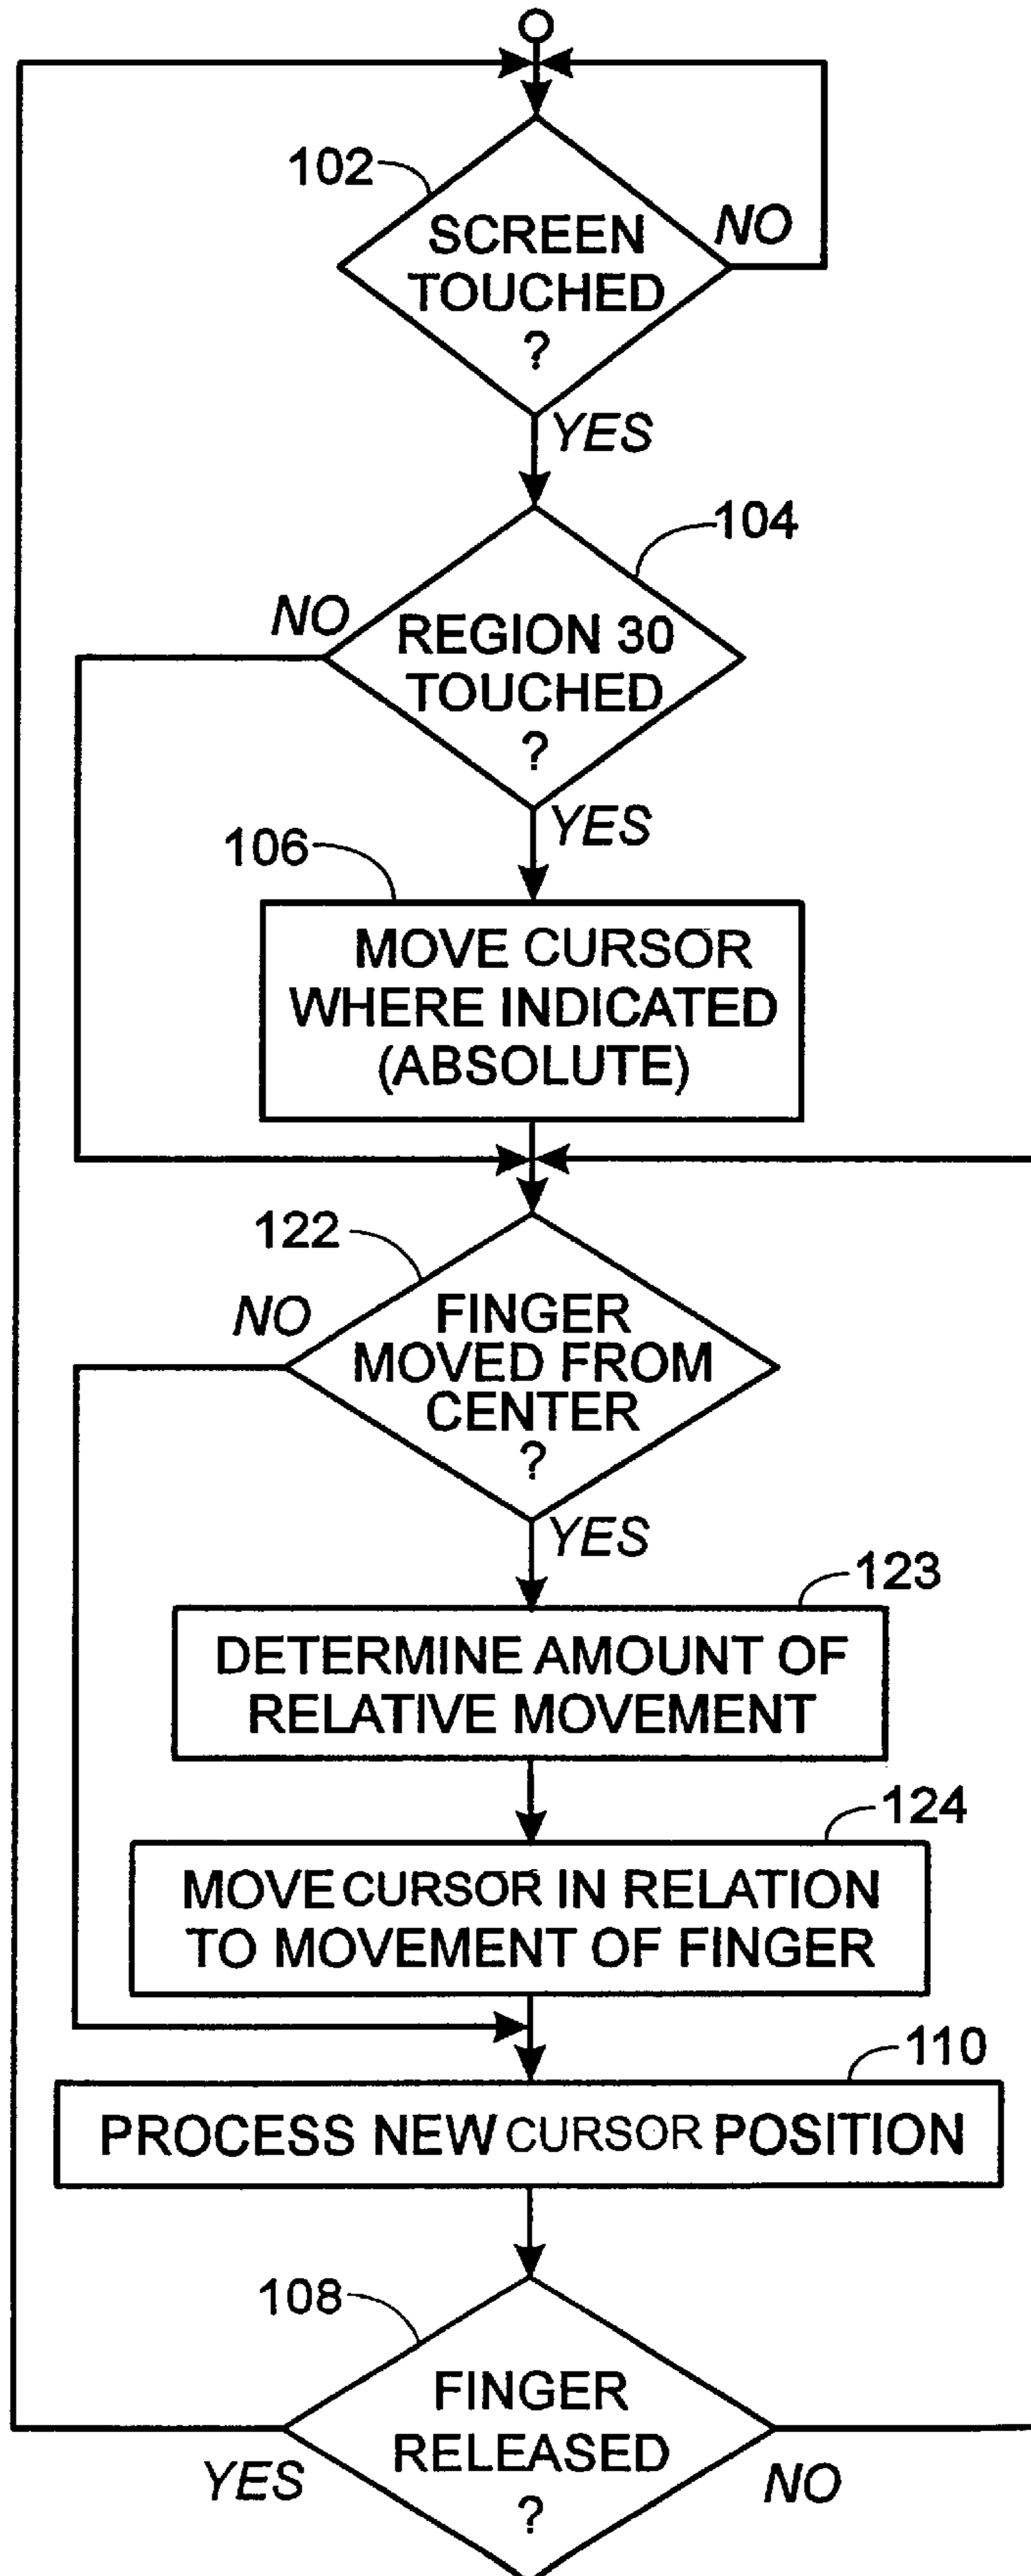 102
SCREEN
TOUCHED
?
NO
YES
104
NO
REGION 30
TOUCHED
?
YES
106
MOVE CURSOR
WHERE INDICATED
(ABSOLUTE)
122
NO
FINGER
MOVED FROM
CENTER
?
YES
123
DETERMINE AMOUNT OF
RELATIVE MOVEMENT
124
MOVE CURSOR IN RELATION
TO MOVEMENT OF FINGER
110
PROCESS NEW CURSOR POSITION
108
FINGER
RELEASED
?
YES
NO